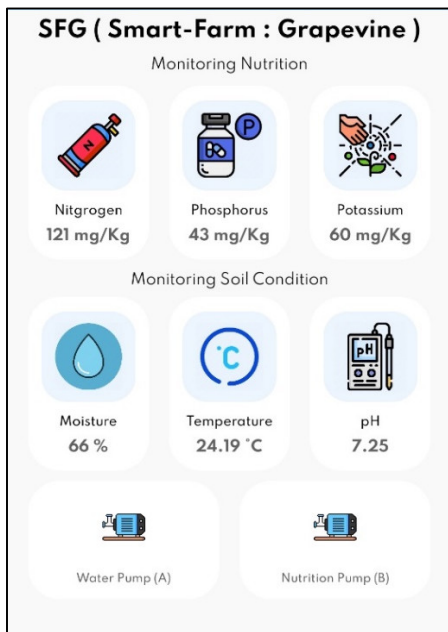 SFG ( Smart-Farm : Grapevine )
Monitoring Nutrition
N
P
Nitgrogen
Phosphorus
Potassium
121 mg/Kg
43 mg/Kg
60 mg/Kg
Monitoring Soil Condition
°C
pH
Moisture
Temperature
pH
66 %
24.19 °C
7.25
Water Pump (A)
Nutrition Pump (B)